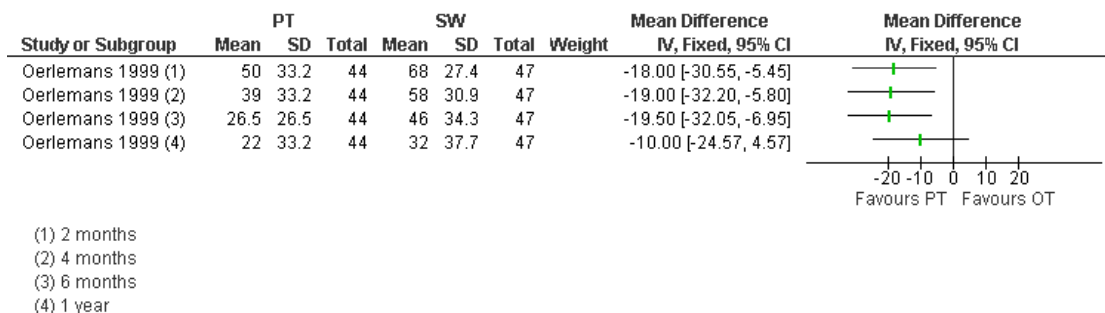 PT SW Mean Difference Mean Difference
Study or Subgroup Mean SD Total Mean SD Total Weight IV, Fixed, 95% CI IV, Fixed, 95% CI
Oerlemans 1999 (1) 50 33.2 44 68 27.4 47 -18.00 [-30.55, -5.45]
Oerlemans 1999 (2) 39 33.2 44 58 30.9 47 -19.00 [-32.20, -5.80]
Oerlemans 1999 (3) 26.5 26.5 44 46 34.3 47 -19.50 [-32.05, -6.95]
Oerlemans 1999 (4) 22 33.2 44 32 37.7 47 -10.00 [-24.57, 4.57]
-20 -10 0 10 20
Favours PT Favours OT
(1) 2 months
(2) 4 months
(3) 6 months
(4) 1 year